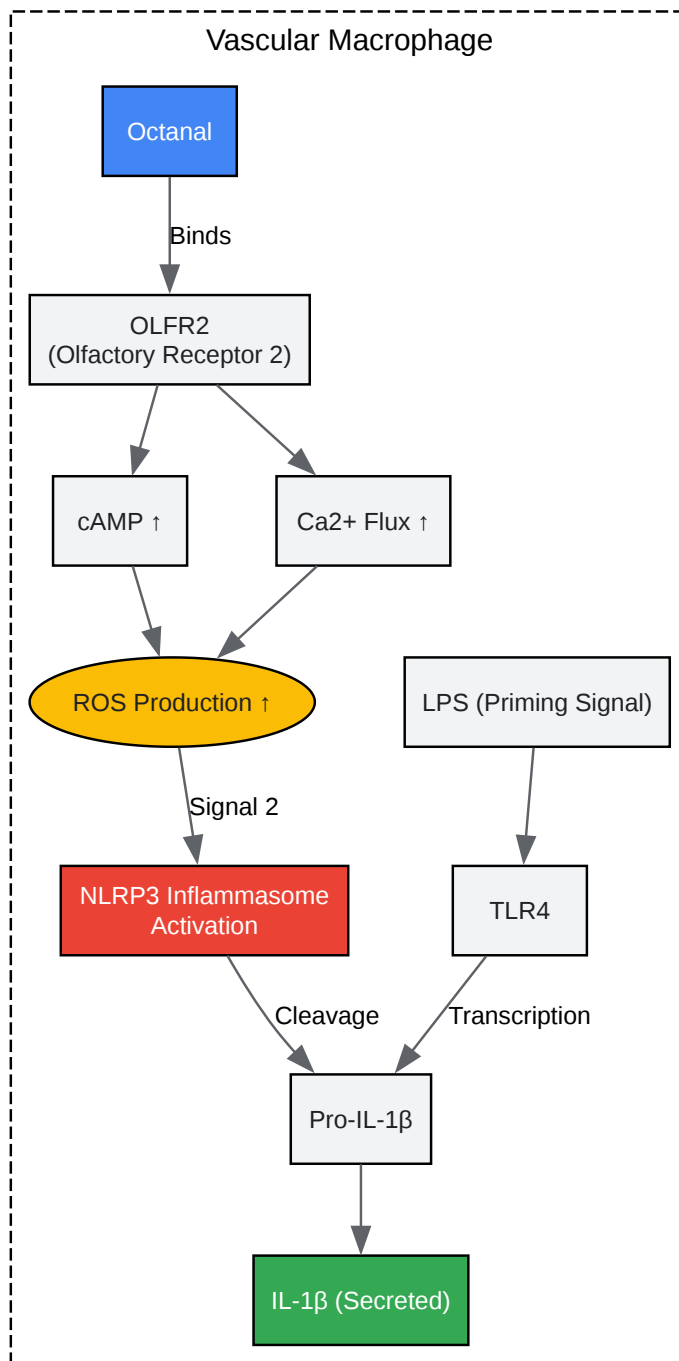 Vascular Macrophage
Octanal
Binds
OLFR2
(Olfactory Receptor 2)
cAMP ↑
Ca2+ Flux ↑
ROS Production ↑
LPS (Priming Signal)
Signal 2
NLRP3 Inflammasome
Activation
TLR4
Cleavage
Transcription
Pro-IL-1β
IL-1β (Secreted)